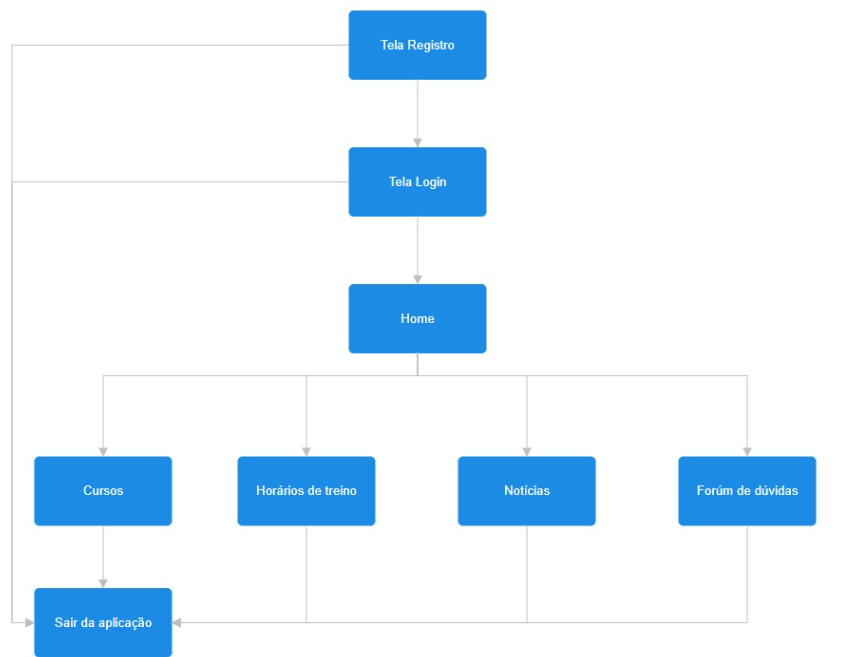 Tela Registro
Tela Login
Home
Cursos
Horários de treino
Notícias
Forúm de dúvidas
Sair da aplicação